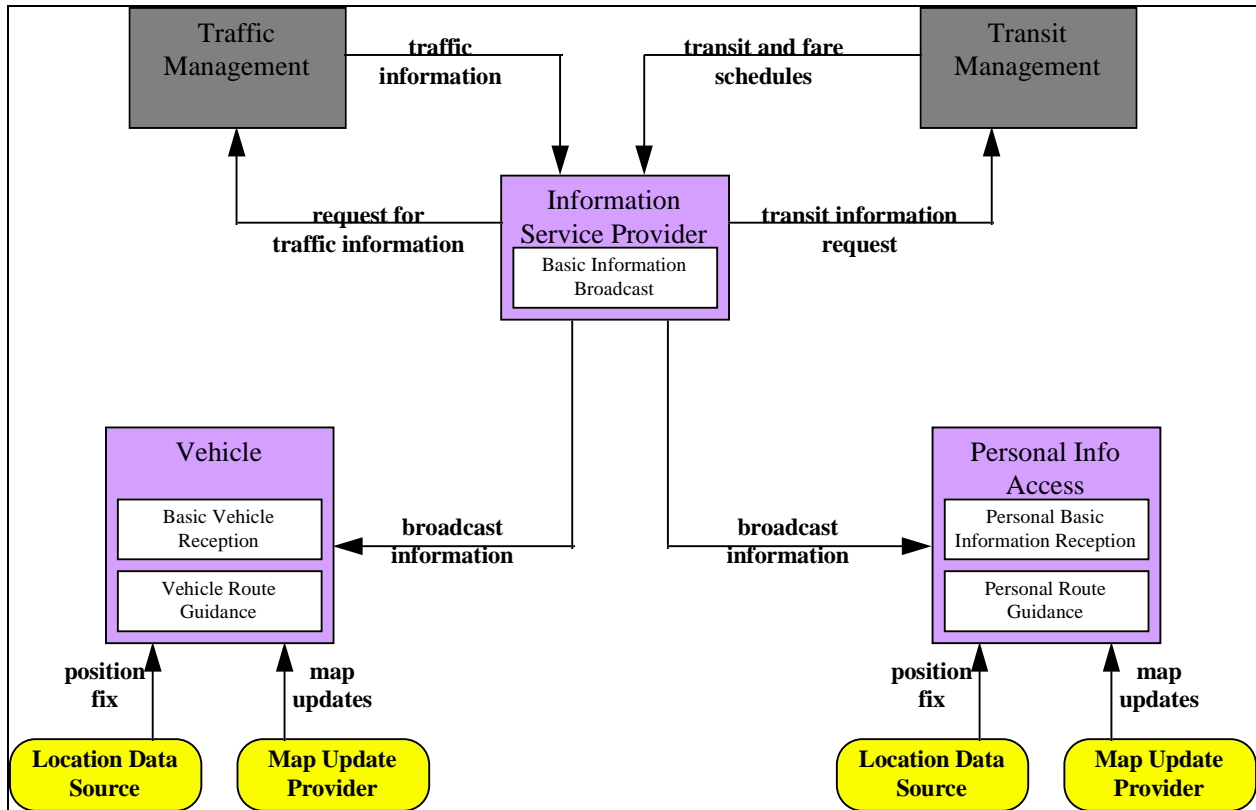 Traffic
Management
traffic
information
transit and fare
schedules
Transit
Management
request for
traffic information
Information
Service Provider
Basic Information
Broadcast
transit information
request
Vehicle
Basic Vehicle
Reception
Vehicle Route
Guidance
broadcast
information
broadcast
information
Personal Info
Access
Personal Basic
Information Reception
Personal Route
Guidance
position
fix
map
updates
position
fix
map
updates
Location Data
Source
Map Update
Provider
Location Data
Source
Map Update
Provider